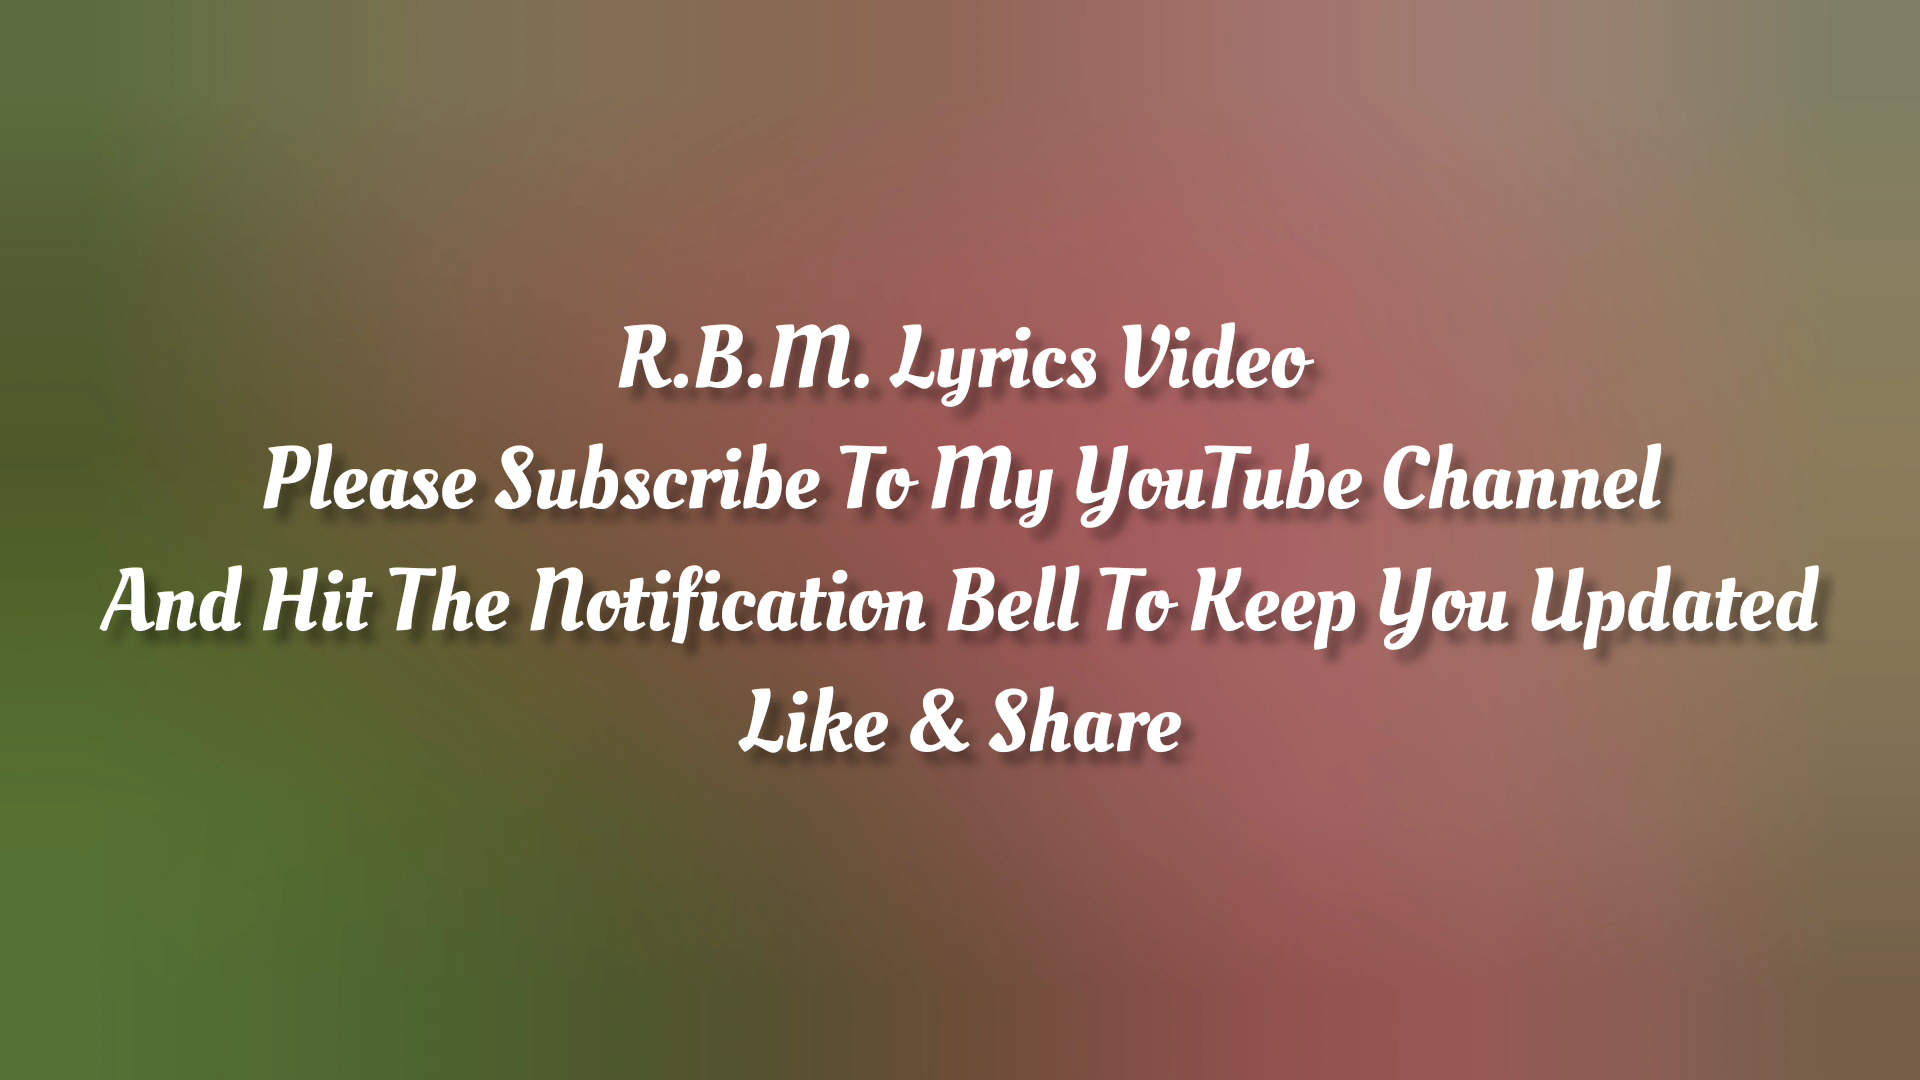 R.B.M. Lyrics Video
Please Subscribe To My YouTube Channel
And Hit The Notification Bell To Keep You Updated
Like & Share